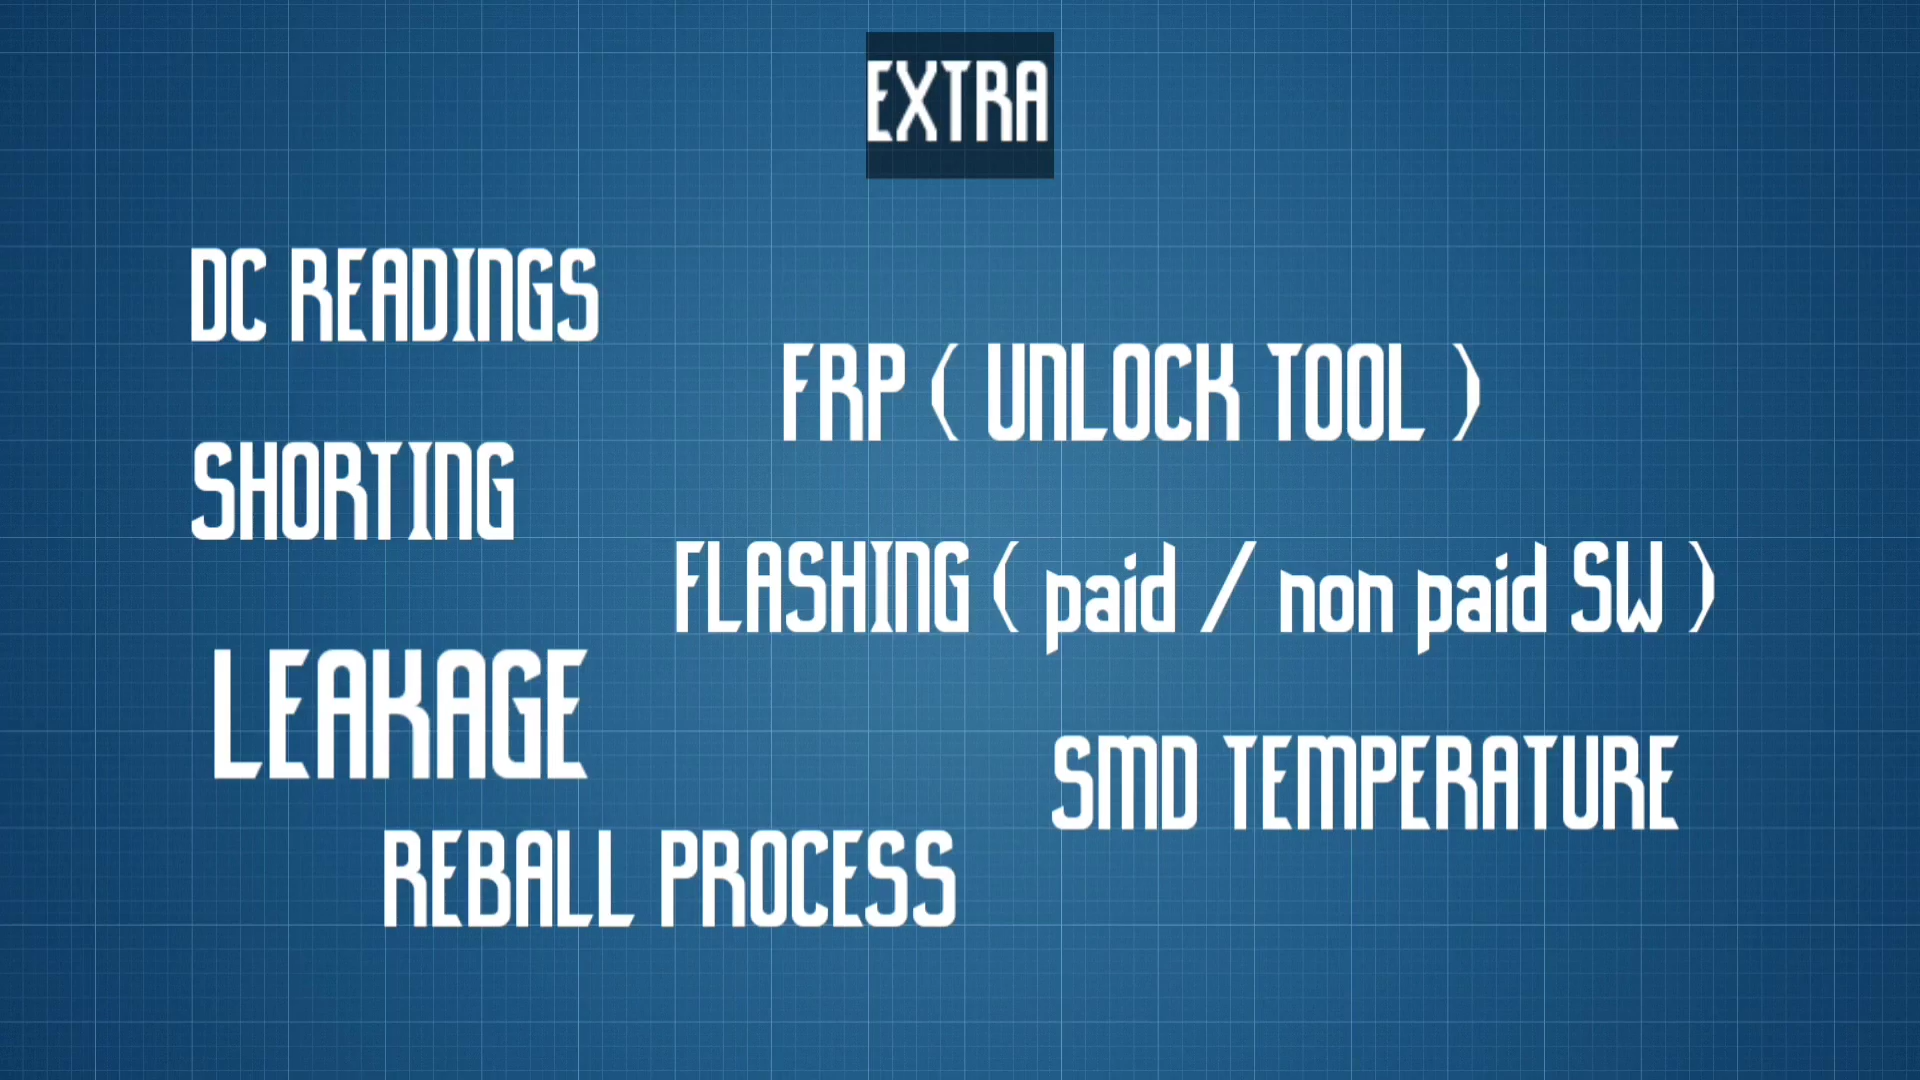 EXTRA
DC READINGS
FRP ( UNLOCK TOOL )
SHORTING
FLASHING ( paid / non paid SW )
LEAKAGE
SMD TEMPERATURE
REBALL PROCESS